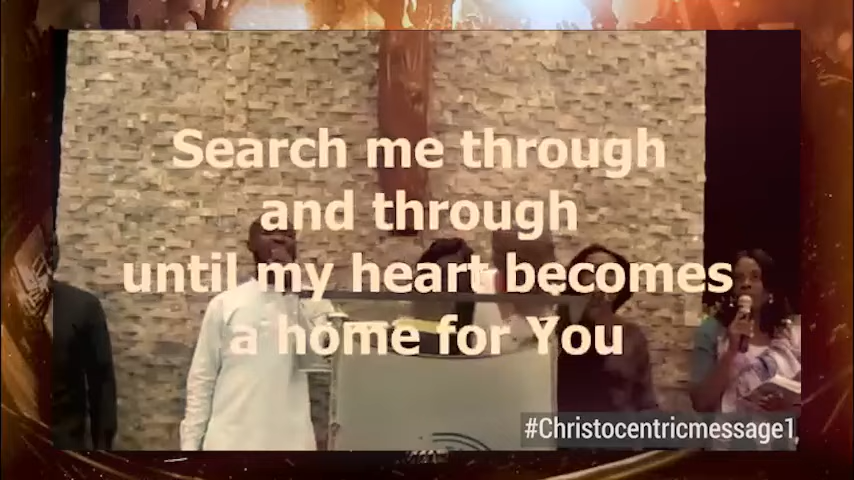 Search me through
and through
until my heart becomes
a home for You
#Christocentricmessage1